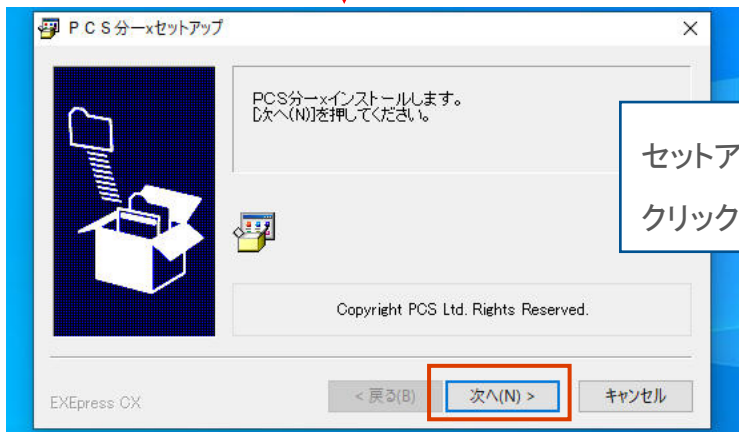 PCS分一xセットアップ
PCS分一xインストールします。
[次へ(N)]を押してください。
セットア
クリック
Copyright PCS Ltd. Rights Reserved.
EXEpress CX
< 戻る(B)
次へ(N) >
キャンセル